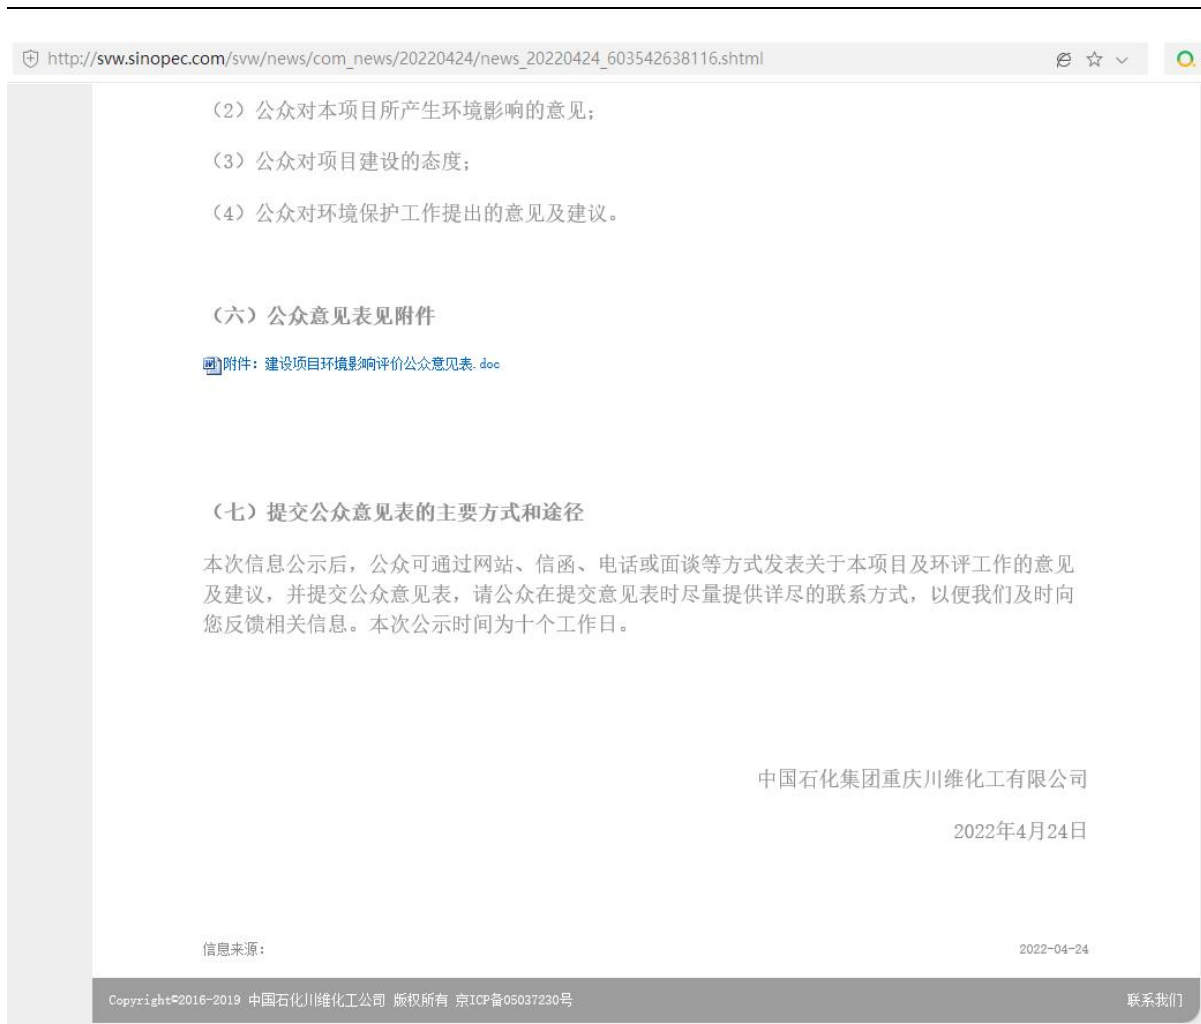 http://svw.sinopec.com/svw/news/com_news/20220424/news_20220424_603542638116.shtml
（2）公众对本项目所产生环境影响的意见；
（3）公众对项目建设的态度；
（4）公众对环境保护工作提出的意见及建议。
（六）公众意见表见附件
附件：建设项目环境影响评价公众意见表.doc
（七）提交公众意见表的主要方式和途径
本次信息公示后，公众可通过网站、信函、电话或面谈等方式发表关于本项目及环评工作的意见
及建议，并提交公众意见表，请公众在提交意见表时尽量提供详尽的联系方式，以便我们及时向
您反馈相关信息。本次公示时间为十个工作日。
中国石化集团重庆川维化工有限公司
2022年4月24日
信息来源： 2022-04-24
Copyright©2016-2019 中国石化川维化工公司 版权所有 京ICP备05037230号 联系我们